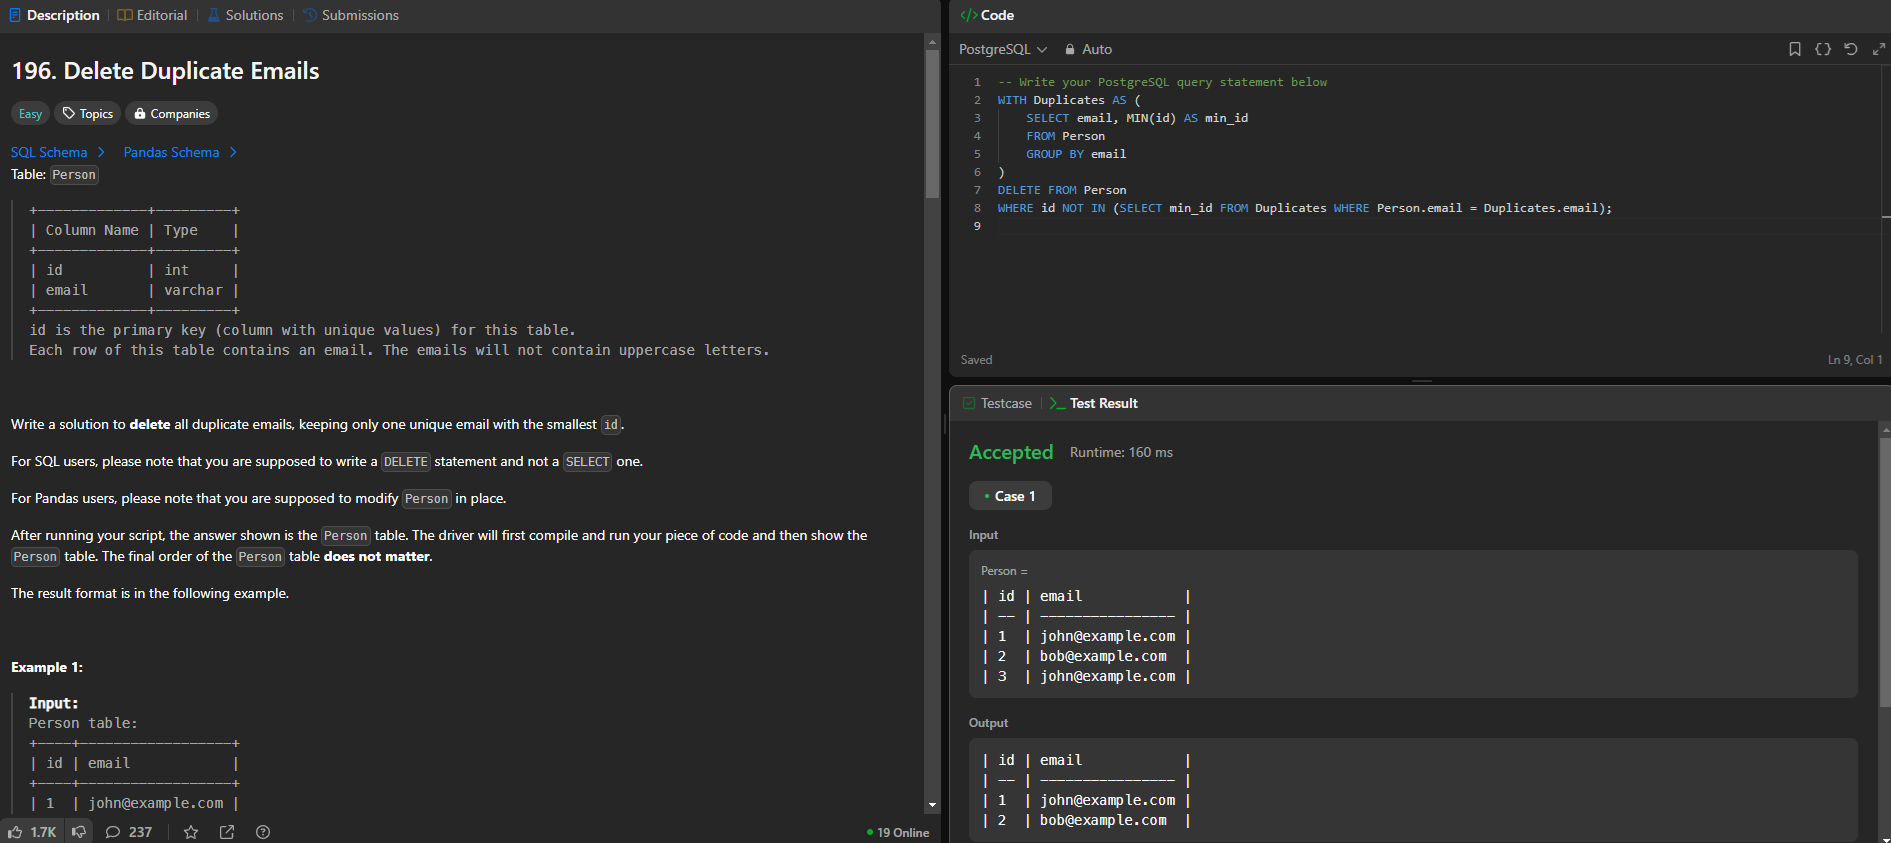 Description | Editorial | Solutions | Submissions
196. Delete Duplicate Emails
Easy Topics Companies
SQL Schema > Pandas Schema >
Table: Person
+-------------+---------+
| Column Name | Type    |
+-------------+---------+
| id          | int     |
| email       | varchar |
+-------------+---------+
id is the primary key (column with unique values) for this table.
Each row of this table contains an email. The emails will not contain uppercase letters.
Write a solution to delete all duplicate emails, keeping only one unique email with the smallest id.
For SQL users, please note that you are supposed to write a DELETE statement and not a SELECT one.
For Pandas users, please note that you are supposed to modify Person in place.
After running your script, the answer shown is the Person table. The driver will first compile and run your piece of code and then show the
Person table. The final order of the Person table does not matter.
The result format is in the following example.
Example 1:
Input:
Person table:
+----+------------------+
| id | email            |
+----+------------------+
| 1  | john@example.com |
1.7K 237
19 Online
</> Code
PostgreSQL Auto
1 -- Write your PostgreSQL query statement below
2 WITH Duplicates AS (
3     SELECT email, MIN(id) AS min_id
4     FROM Person
5     GROUP BY email
6 )
7 DELETE FROM Person
8 WHERE id NOT IN (SELECT min_id FROM Duplicates WHERE Person.email = Duplicates.email);
9
Saved
Ln 9, Col 1
Testcase | >_ Test Result
Accepted Runtime: 160 ms
• Case 1
Input
Person =
| id | email            |
| -- | ---------------- |
| 1  | john@example.com |
| 2  | bob@example.com  |
| 3  | john@example.com |
Output
| id | email            |
| -- | ---------------- |
| 1  | john@example.com |
| 2  | bob@example.com  |